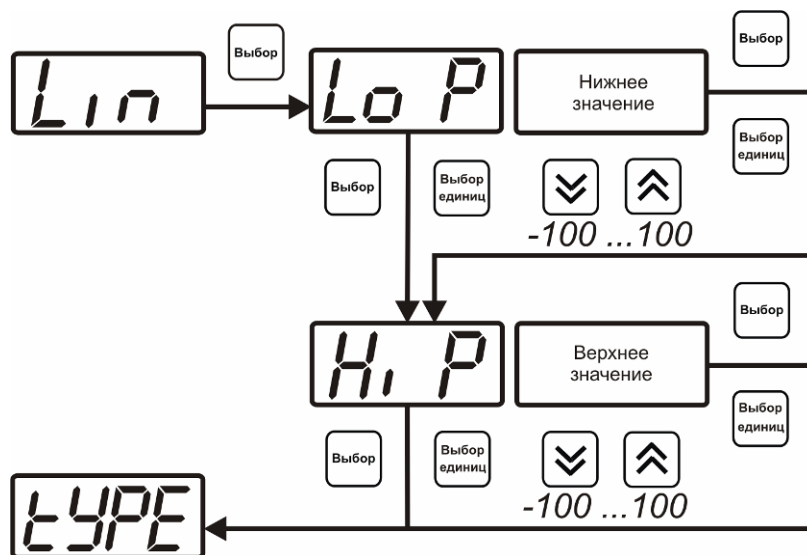 Выбор
Выбор
Lin
Lo P
Нижнее
значение
Выбор
Выбор
единиц
Выбор
единиц
-100 ...100
Hi P
Верхнее
значение
Выбор
Выбор
Выбор
единиц
Выбор
единиц
-100 ...100
tYPE